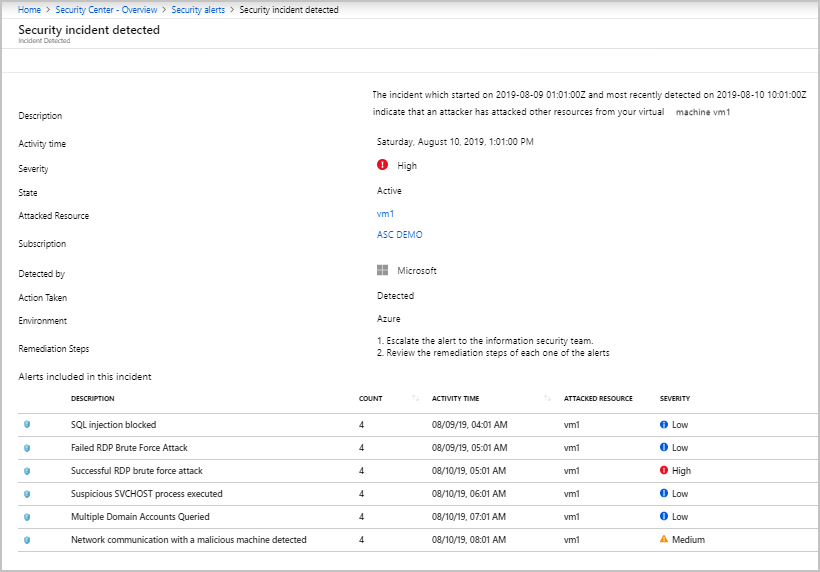 Home > Security Center - Overview > Security alerts > Security incident detected
Security incident detected
Incident Detected
Description
The incident which started on 2019-08-09 01:01:00Z and most recently detected on 2019-08-10 10:01:00Z
indicate that an attacker has attacked other resources from your virtual machine vm1
Activity time Saturday, August 10, 2019, 1:01:00 PM
Severity High
State Active
Attacked Resource vm1
Subscription ASC DEMO
Detected by Microsoft
Action Taken Detected
Environment Azure
Remediation Steps
1. Escalate the alert to the information security team.
2. Review the remediation steps of each one of the alerts
Alerts included in this incident
DESCRIPTION COUNT ACTIVITY TIME ATTACKED RESOURCE SEVERITY
SQL injection blocked 4 08/09/19, 04:01 AM vm1 Low
Failed RDP Brute Force Attack 4 08/09/19, 05:01 AM vm1 Low
Successful RDP brute force attack 4 08/10/19, 05:01 AM vm1 High
Suspicious SVCHOST process executed 4 08/10/19, 06:01 AM vm1 Low
Multiple Domain Accounts Queried 4 08/10/19, 07:01 AM vm1 Low
Network communication with a malicious machine detected 4 08/10/19, 08:01 AM vm1 Medium